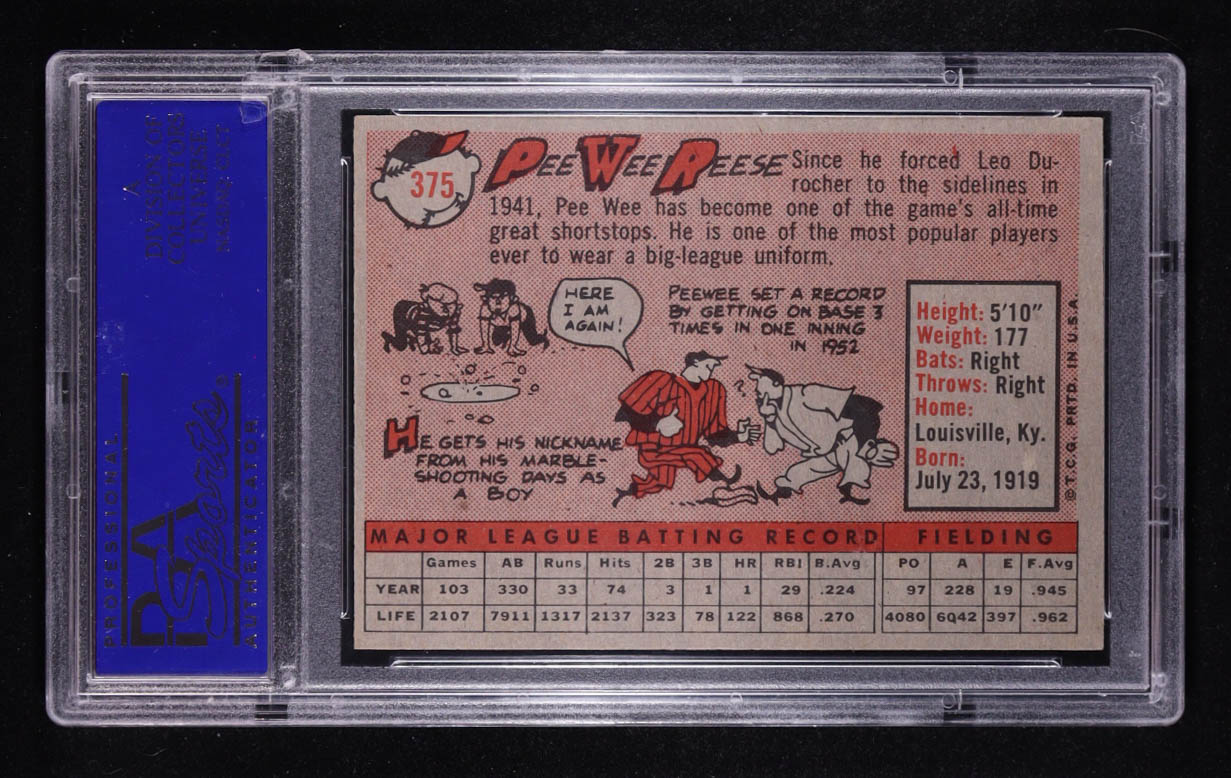 A
DIVISION OF
COLLECTORS
UNIVERSE
NASDAQ: CLCT
PROFESSIONAL
PSA
Sports
AUTHENTICATOR
375
PEE WEE REESE
Since he forced Leo Du-
rocher to the sidelines in
1941, Pee Wee has become one of the game's all-time
great shortstops. He is one of the most popular players
ever to wear a big-league uniform.
HERE
I AM
AGAIN!
PEEWEE SET A RECORD
BY GETTING ON BASE 3
TIMES IN ONE INNING
IN 1952
HE GETS HIS NICKNAME
FROM HIS MARBLE-
SHOOTING DAYS AS
A BOY
Height: 5'10"
Weight: 177
Bats: Right
Throws: Right
Home:
Louisville, Ky.
Born:
July 23, 1919
©T.C.G. PRTD. IN U.S.A.
MAJOR LEAGUE BATTING RECORD FIELDING
Games AB Runs Hits 2B 3B HR RBI B.Avg PO A E F.Avg
YEAR 103 330 33 74 3 1 1 29 .224 97 228 19 .945
LIFE 2107 7911 1317 2137 323 78 122 868 .270 4080 6042 397 .962